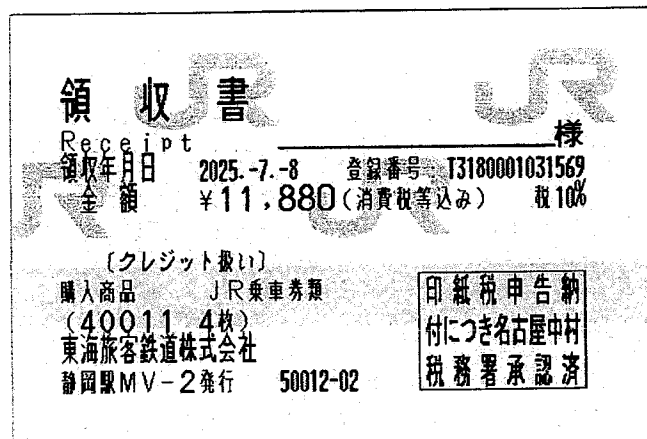 領収書
Receipt 様
領収年月日 2025.-7.-8 登録番号:T3180001031569
金額 ¥11,880(消費税等込み) 税10%
〔クレジット扱い〕
購入商品 JR乗車券類
(40011 4枚)
東海旅客鉄道株式会社
静岡駅MV-2発行 50012-02
印紙税申告納
付につき名古屋中村
税務署承認済
JR
JR
JR
JR